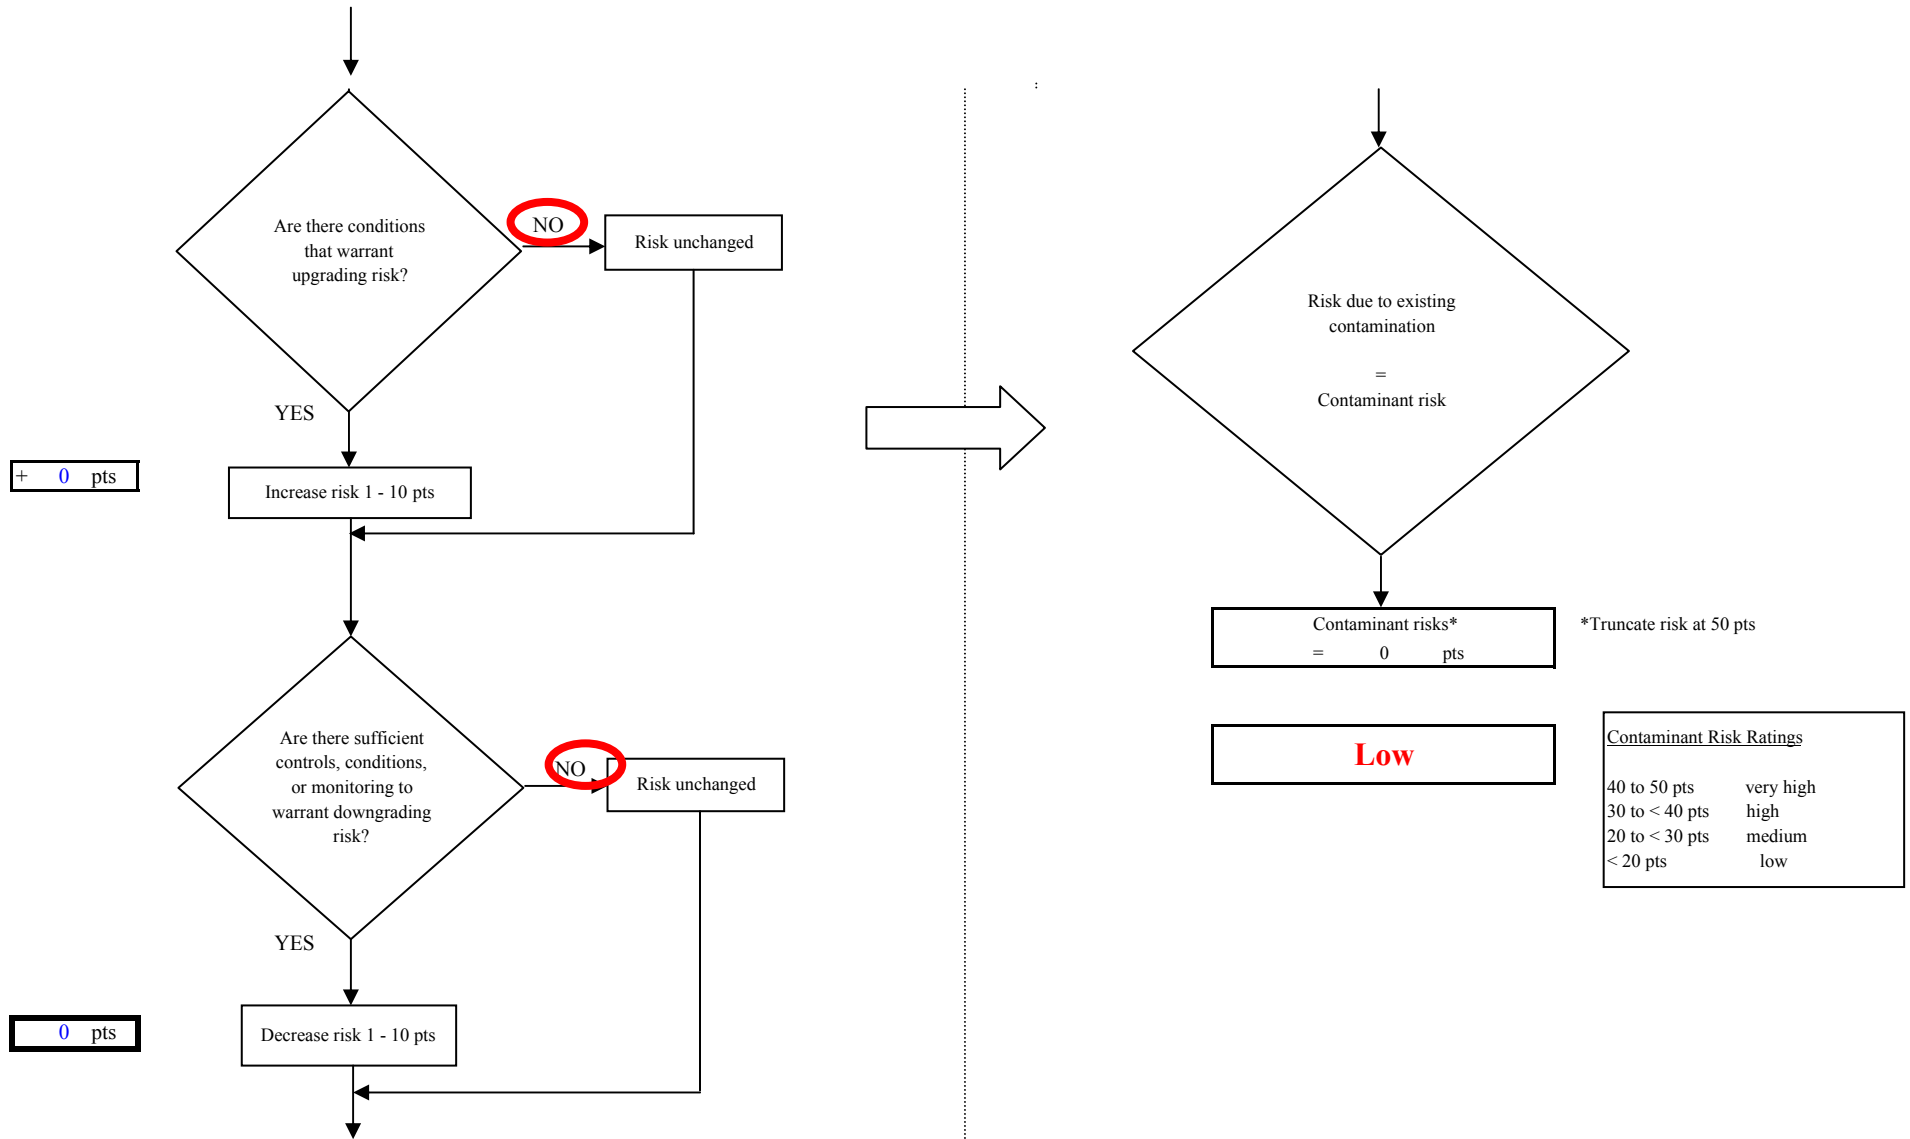 Are there conditions
that warrant
upgrading risk?
NO
Risk unchanged
YES
+ 0 pts
Increase risk 1 - 10 pts
Are there sufficient
controls, conditions,
or monitoring to
warrant downgrading
risk?
NO
Risk unchanged
YES
0 pts
Decrease risk 1 - 10 pts
:
Risk due to existing
contamination
=
Contaminant risk
Contaminant risks*
= 0 pts
*Truncate risk at 50 pts
Low
Contaminant Risk Ratings
40 to 50 pts very high
30 to < 40 pts high
20 to < 30 pts medium
< 20 pts low